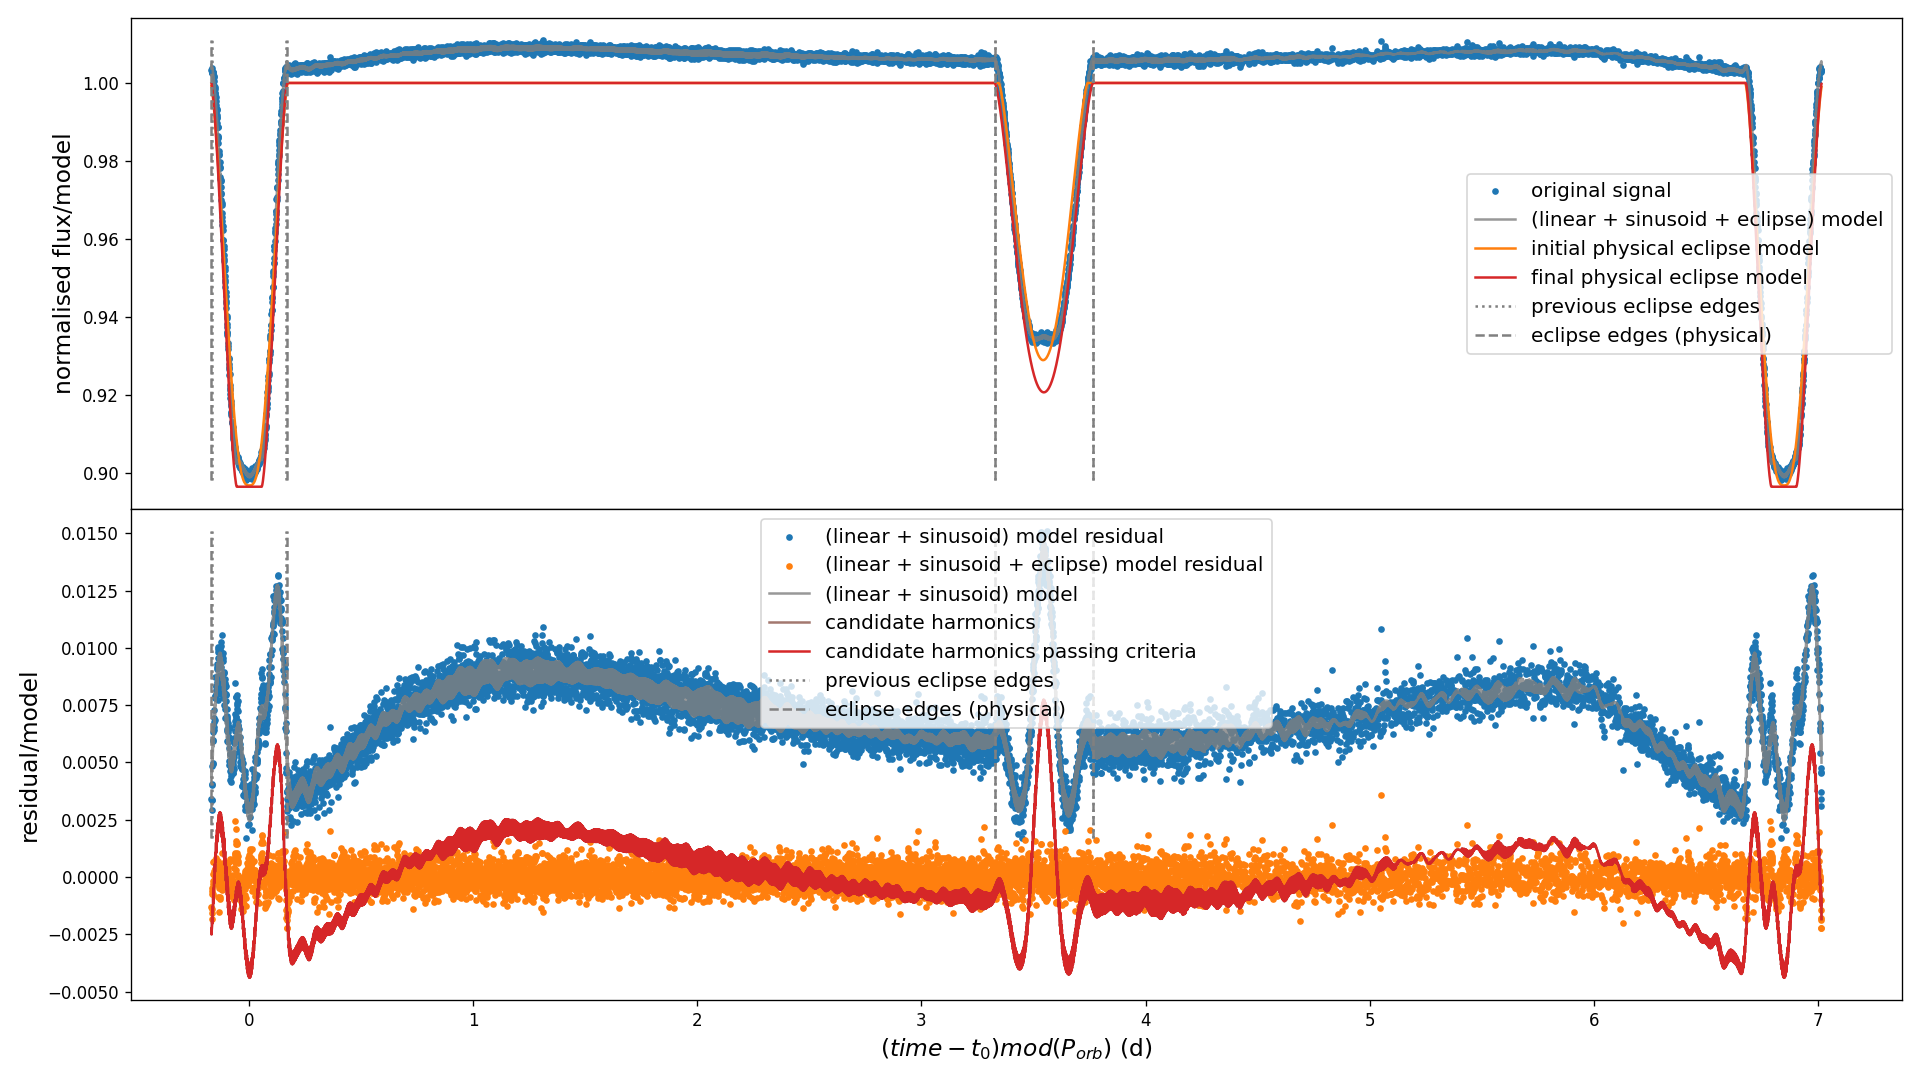 normalised flux/model
1.00
0.98
0.96
0.94
0.92
0.90
original signal
(linear + sinusoid + eclipse) model
initial physical eclipse model
final physical eclipse model
previous eclipse edges
eclipse edges (physical)
residual/model
0.0150
0.0125
0.0100
0.0075
0.0050
0.0025
0.0000
−0.0025
−0.0050
(linear + sinusoid) model residual
(linear + sinusoid + eclipse) model residual
(linear + sinusoid) model
candidate harmonics
candidate harmonics passing criteria
previous eclipse edges
eclipse edges (physical)
0 1 2 3 4 5 6 7
(time − t₀)mod(Pₒᵣb) (d)